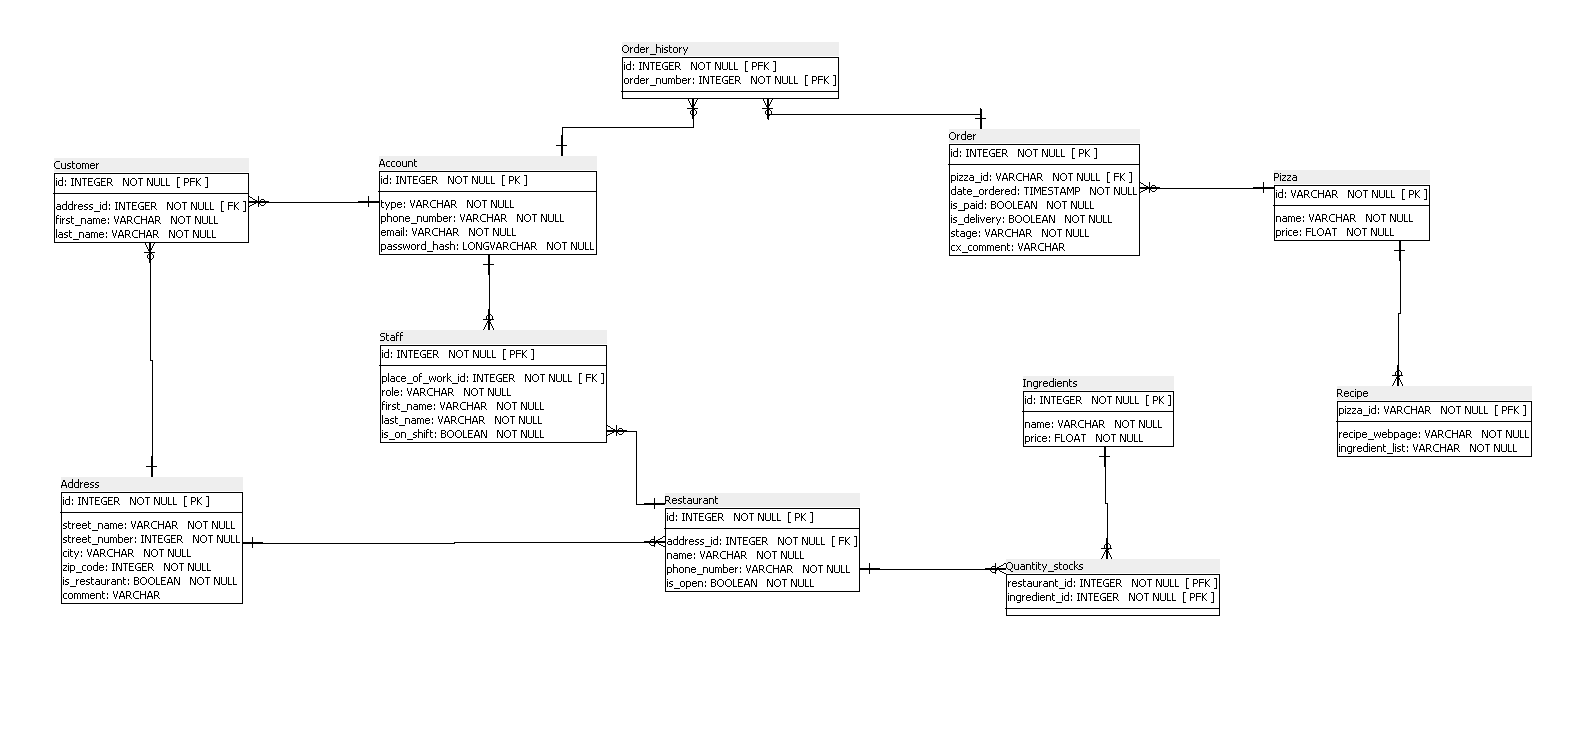 Order_history
id: INTEGER NOT NULL [ PFK ]
order_number: INTEGER NOT NULL [ PFK ]
Customer
id: INTEGER NOT NULL [ PFK ]
address_id: INTEGER NOT NULL [ FK ]
first_name: VARCHAR NOT NULL
last_name: VARCHAR NOT NULL
Account
id: INTEGER NOT NULL [ PK ]
type: VARCHAR NOT NULL
phone_number: VARCHAR NOT NULL
email: VARCHAR NOT NULL
password_hash: LONGVARCHAR NOT NULL
Order
id: INTEGER NOT NULL [ PK ]
pizza_id: VARCHAR NOT NULL [ FK ]
date_ordered: TIMESTAMP NOT NULL
is_paid: BOOLEAN NOT NULL
is_delivery: BOOLEAN NOT NULL
stage: VARCHAR NOT NULL
cx_comment: VARCHAR
Pizza
id: VARCHAR NOT NULL [ PK ]
name: VARCHAR NOT NULL
price: FLOAT NOT NULL
Staff
id: INTEGER NOT NULL [ PFK ]
place_of_work_id: INTEGER NOT NULL [ FK ]
role: VARCHAR NOT NULL
first_name: VARCHAR NOT NULL
last_name: VARCHAR NOT NULL
is_on_shift: BOOLEAN NOT NULL
Ingredients
id: INTEGER NOT NULL [ PK ]
name: VARCHAR NOT NULL
price: FLOAT NOT NULL
Recipe
pizza_id: VARCHAR NOT NULL [ PFK ]
recipe_webpage: VARCHAR NOT NULL
ingredient_list: VARCHAR NOT NULL
Address
id: INTEGER NOT NULL [ PK ]
street_name: VARCHAR NOT NULL
street_number: INTEGER NOT NULL
city: VARCHAR NOT NULL
zip_code: INTEGER NOT NULL
is_restaurant: BOOLEAN NOT NULL
comment: VARCHAR
Restaurant
id: INTEGER NOT NULL [ PK ]
address_id: INTEGER NOT NULL [ FK ]
name: VARCHAR NOT NULL
phone_number: VARCHAR NOT NULL
is_open: BOOLEAN NOT NULL
Quantity_stocks
restaurant_id: INTEGER NOT NULL [ PFK ]
ingredient_id: INTEGER NOT NULL [ PFK ]